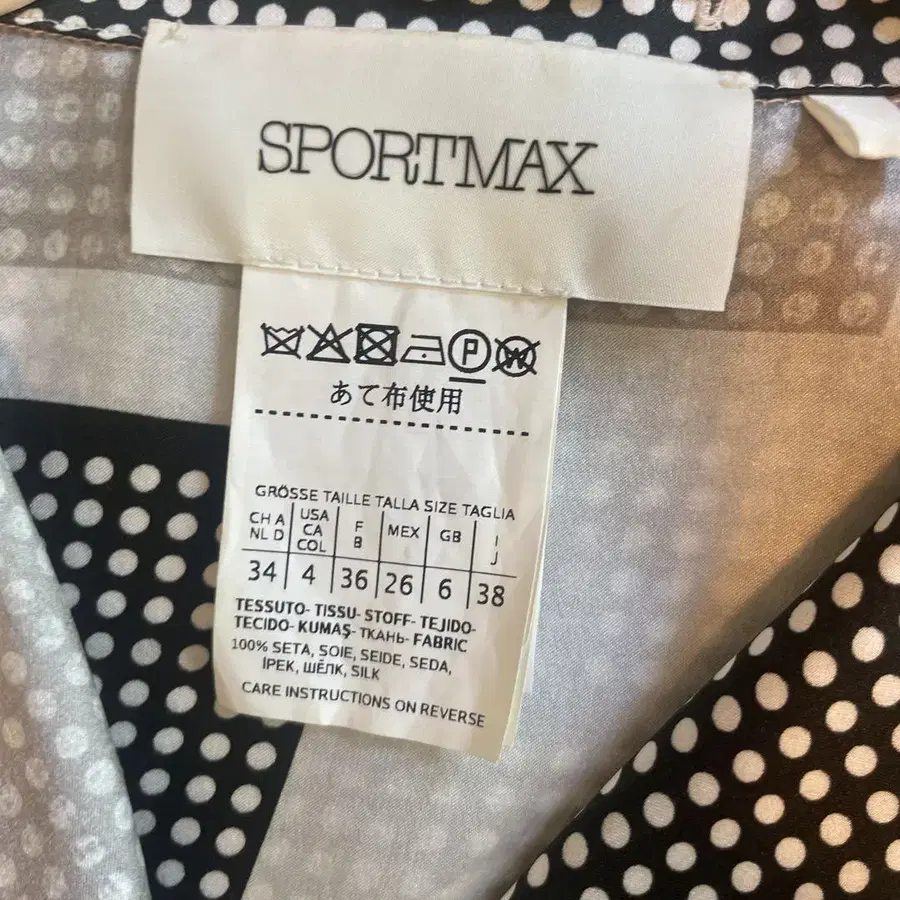 SPORTMAX
P W
あて布使用
GRÖSSE TAILLE TALLA SIZE TAGLIA
CH A NL D USA CA COL F B MEX GB I J
34 4 36 26 6 38
TESSUTO- TISSU- STOFF- TEJIDO-
TECIDO- KUMAŞ- ТКАНЬ- FABRIC
100% SETA, SOIE, SEIDE, SEDA,
İPEK, ШЁЛК, SILK
CARE INSTRUCTIONS ON REVERSE